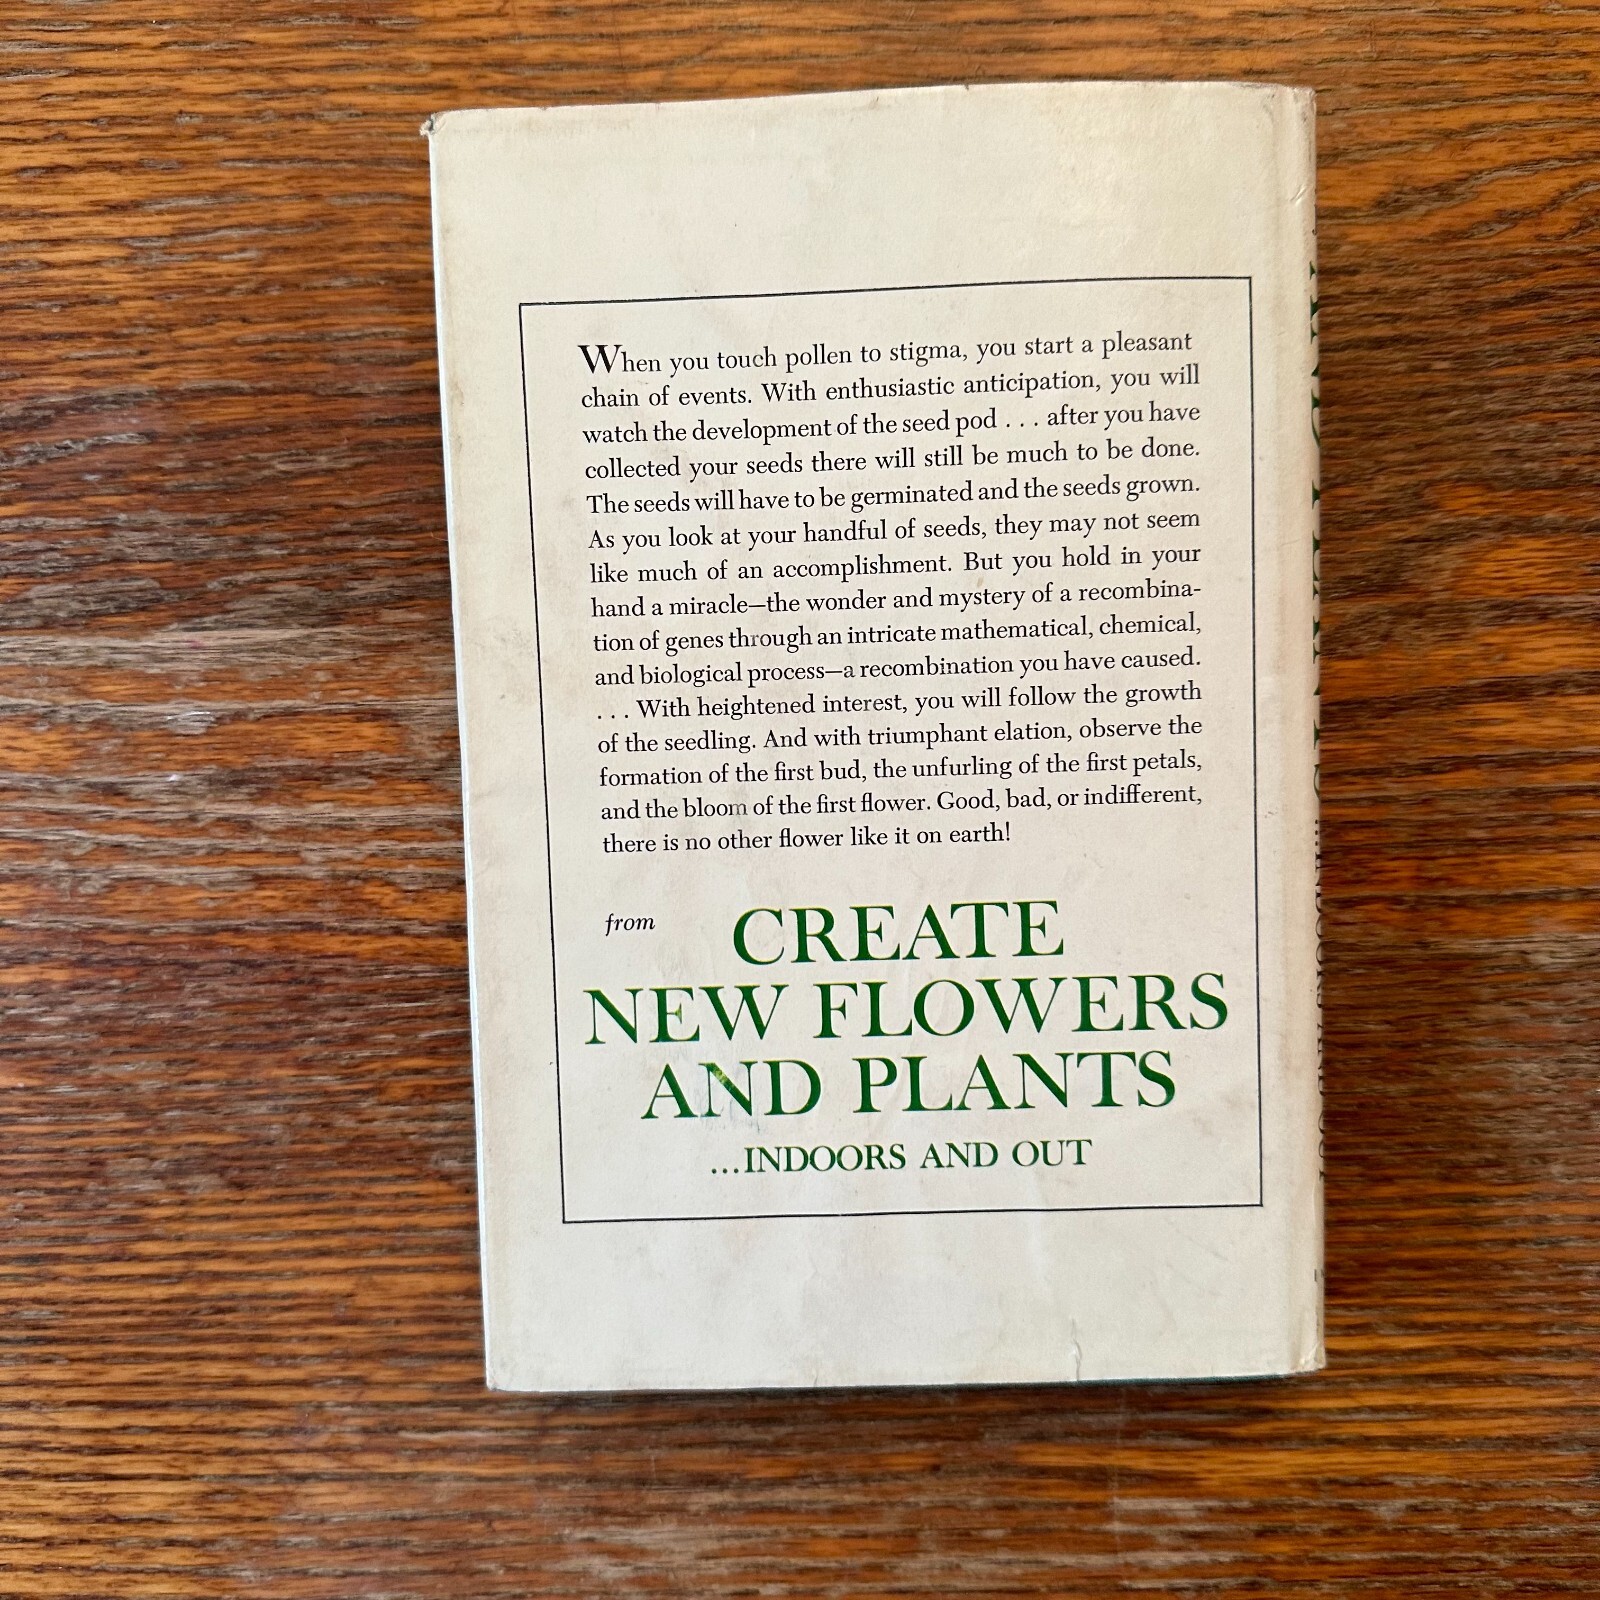 When you touch pollen to stigma, you start a pleasant
chain of events. With enthusiastic anticipation, you will
watch the development of the seed pod . . . after you have
collected your seeds there will still be much to be done.
The seeds will have to be germinated and the seeds grown.
As you look at your handful of seeds, they may not seem
like much of an accomplishment. But you hold in your
hand a miracle—the wonder and mystery of a recombina-
tion of genes through an intricate mathematical, chemical,
and biological process—a recombination you have caused.
. . . With heightened interest, you will follow the growth
of the seedling. And with triumphant elation, observe the
formation of the first bud, the unfurling of the first petals,
and the bloom of the first flower. Good, bad, or indifferent,
there is no other flower like it on earth!
from CREATE
NEW FLOWERS
AND PLANTS
...INDOORS AND OUT
AND PLANTS ...INDOORS AND OUT